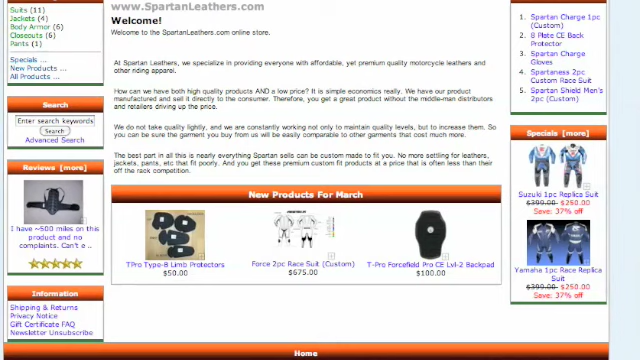 Suits (11)
Jackets (4)
Body Armor (6)
Closeouts (6)
Pants (1)
Specials ...
New Products ...
All Products ...
Search
Enter search keywords
Search
Advanced Search
Reviews [more]
I have ~500 miles on this
product and no
complaints. Can't e ..
Information
Shipping & Returns
Privacy Notice
Gift Certificate FAQ
Newsletter Unsubscribe
www.SpartanLeathers.com
Welcome!
Welcome to the SpartanLeathers.com online store.
At Spartan Leathers, we specialize in providing everyone with affordable, yet premium quality motorcycle leathers and
other riding apparel.
How can we have both high quality products AND a low price? It is simple economics really. We have our product
manufactured and sell it directly to the consumer. Therefore, you get a great product without the middle-man distributors
and retailers driving up the price.
We do not take quality lightly, and we are constantly working not only to maintain quality levels, but to increase them. So
you can be sure the garment you buy from us will be easily comparable to other garments that cost much more.
The best part in all this is nearly everything Spartan sells can be custom made to fit you. No more settling for leathers,
jackets, pants, etc that fit poorly. And you get these premium custom fit products at a price that is often less than their
off the rack competition.
New Products For March
TPro Type-B Limb Protectors
$50.00
Force 2pc Race Suit (Custom)
$675.00
T-Pro Forcefield Pro CE Lvl-2 Backpad
$100.00
1. Spartan Charge 1pc
(Custom)
2. 8 Plate CE Back
Protector
3. Spartan Charge
Gloves
4. Spartaness 2pc
Custom Race Suit
5. Spartan Shield Men's
2pc (Custom)
Specials [more]
Suzuki 1pc Replica Suit
$399.00 $250.00
Save: 37% off
Yamaha 1pc Race Replica
Suit
$399.00 $250.00
Save: 37% off
Home